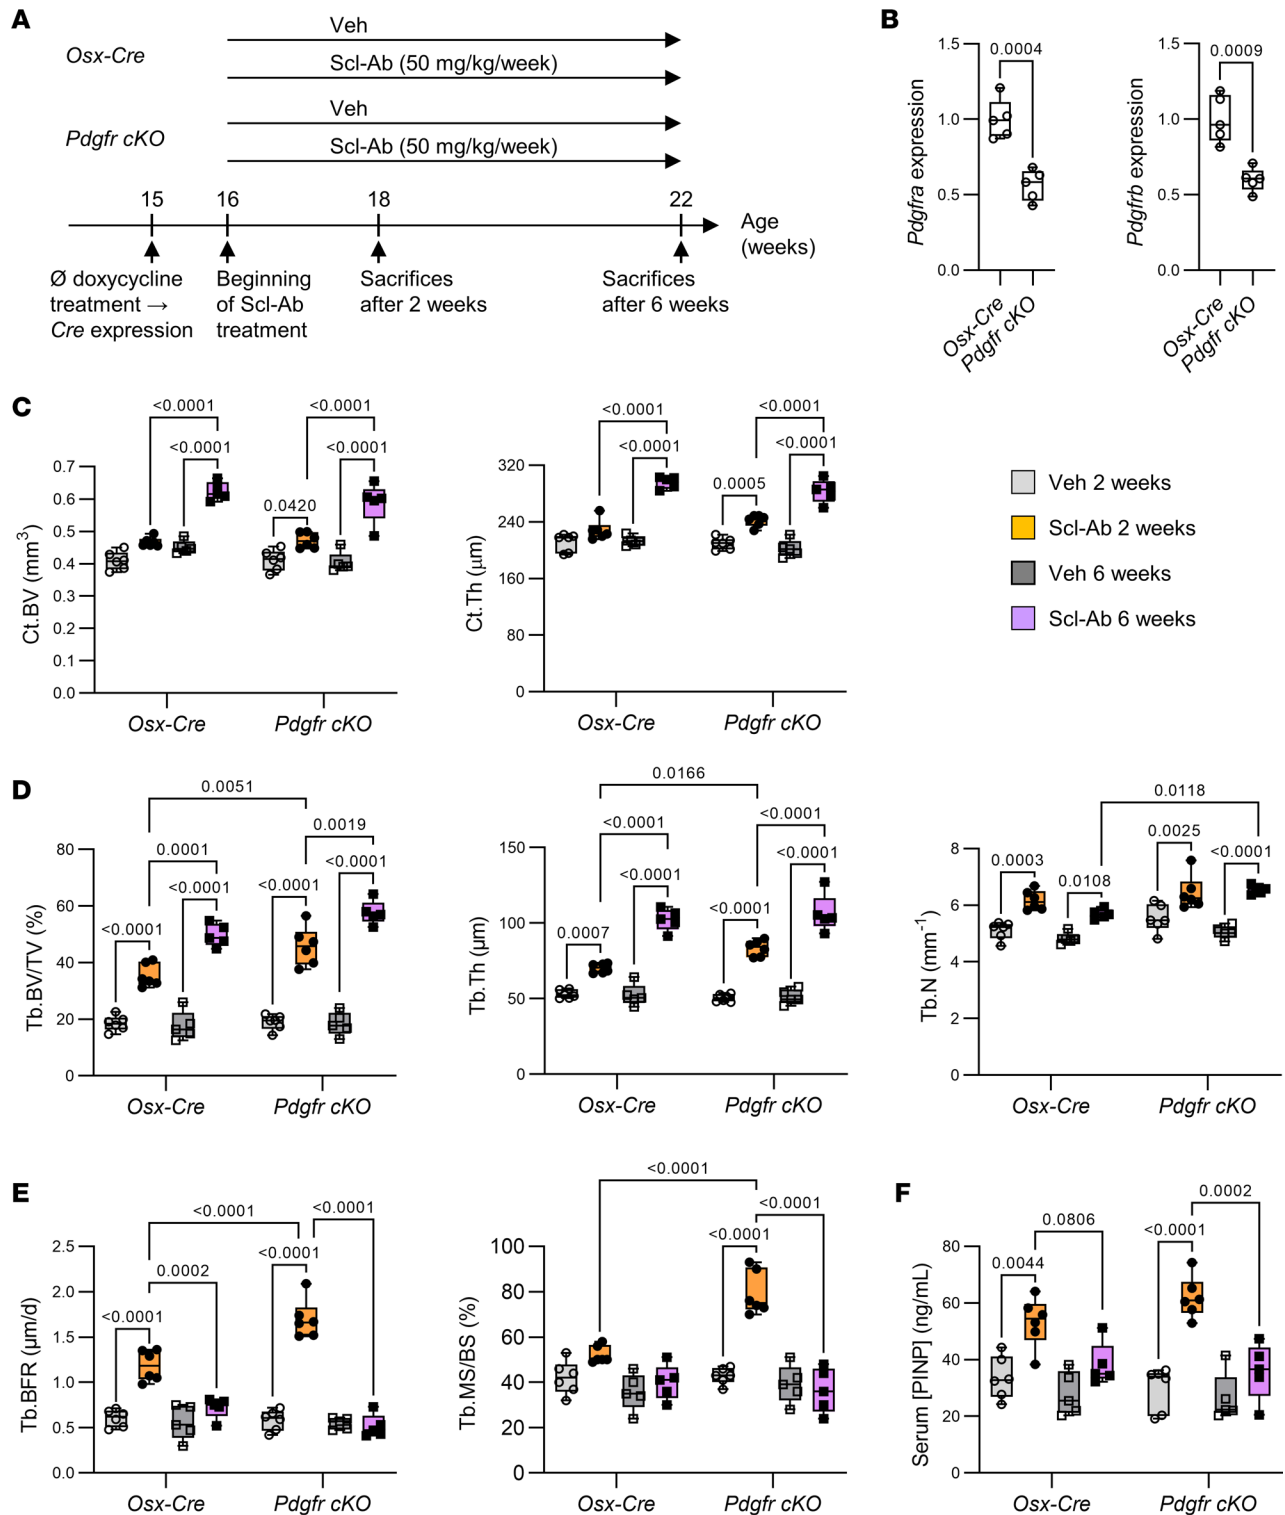 A
Osx-Cre
Veh
Scl-Ab (50 mg/kg/week)
Pdgfr cKO
Veh
Scl-Ab (50 mg/kg/week)
15
16
18
22
Age
(weeks)
Ø doxycycline
treatment →
Cre expression
Beginning
of Scl-Ab
treatment
Sacrifices
after 2 weeks
Sacrifices
after 6 weeks
B
Pdgfra expression
1.5
1.0
0.5
0.0
0.0004
Osx-Cre
Pdgfr cKO
Pdgfrb expression
1.5
1.0
0.5
0.0
0.0009
Osx-Cre
Pdgfr cKO
C
Ct.BV (mm3)
0.7
0.6
0.5
0.4
0.3
0.2
0.1
0.0
<0.0001
<0.0001
<0.0001
<0.0001
0.0420
Osx-Cre
Pdgfr cKO
Ct.Th (µm)
320
240
160
80
0
<0.0001
<0.0001
<0.0001
<0.0001
0.0005
Osx-Cre
Pdgfr cKO
Veh 2 weeks
Scl-Ab 2 weeks
Veh 6 weeks
Scl-Ab 6 weeks
D
Tb.BV/TV (%)
80
60
40
20
0
0.0051
0.0019
0.0001
<0.0001
<0.0001
<0.0001
<0.0001
Osx-Cre
Pdgfr cKO
Tb.Th (µm)
150
100
50
0
0.0166
<0.0001
<0.0001
<0.0001
<0.0001
<0.0001
0.0007
Osx-Cre
Pdgfr cKO
Tb.N (mm-1)
8
6
4
2
0
0.0118
0.0025
0.0003
0.0108
<0.0001
Osx-Cre
Pdgfr cKO
E
Tb.BFR (µm/d)
2.5
2.0
1.5
1.0
0.5
0.0
<0.0001
<0.0001
<0.0001
0.0002
<0.0001
Osx-Cre
Pdgfr cKO
Tb.MS/BS (%)
100
80
60
40
20
0
<0.0001
<0.0001
<0.0001
Osx-Cre
Pdgfr cKO
F
Serum [PINP] (ng/mL)
80
60
40
20
0
0.0002
0.0806
<0.0001
0.0044
Osx-Cre
Pdgfr cKO